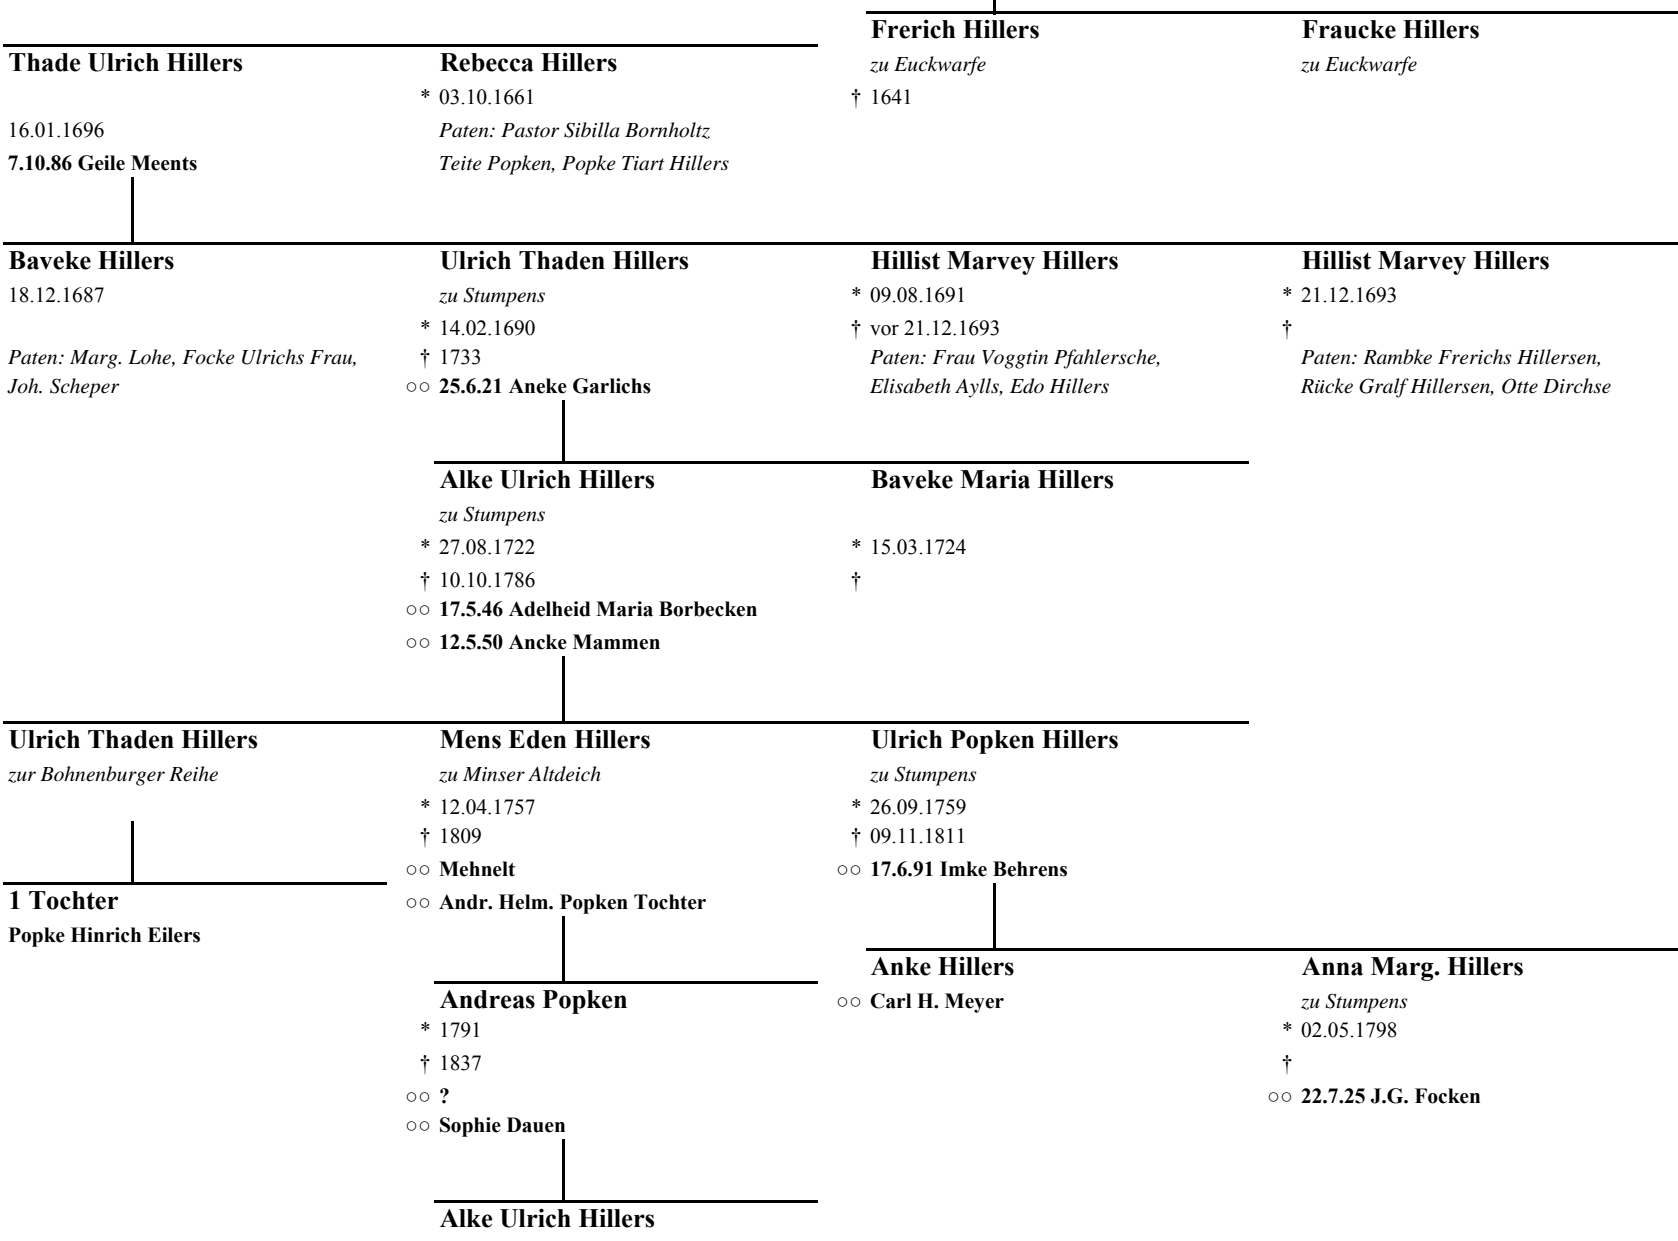 Frerich Hillers
Fraucke Hillers
Thade Ulrich Hillers
Rebecca Hillers
zu Euckwarfe
zu Euckwarfe
* 03.10.1661
† 1641
16.01.1696
Paten: Pastor Sibilla Bornholtz
7.10.86 Geile Meents
Teite Popken, Popke Tiart Hillers
Baveke Hillers
Ulrich Thaden Hillers
Hillist Marvey Hillers
Hillist Marvey Hillers
18.12.1687
zu Stumpens
* 09.08.1691
* 21.12.1693
* 14.02.1690
† vor 21.12.1693
†
Paten: Marg. Lohe, Focke Ulrichs Frau,
† 1733
Paten: Frau Voggtin Pfahlersche,
Paten: Rambke Frerichs Hillersen,
Joh. Scheper
○○ 25.6.21 Aneke Garlichs
Elisabeth Aylls, Edo Hillers
Rücke Gralf Hillersen, Otte Dirchse
Alke Ulrich Hillers
Baveke Maria Hillers
zu Stumpens
* 27.08.1722
* 15.03.1724
† 10.10.1786
†
○○ 17.5.46 Adelheid Maria Borbecken
○○ 12.5.50 Ancke Mammen
Ulrich Thaden Hillers
Mens Eden Hillers
Ulrich Popken Hillers
zur Bohnenburger Reihe
zu Minser Altdeich
zu Stumpens
* 12.04.1757
* 26.09.1759
† 1809
† 09.11.1811
○○ Mehnelt
○○ 17.6.91 Imke Behrens
1 Tochter
○○ Andr. Helm. Popken Tochter
Popke Hinrich Eilers
Anke Hillers
Anna Marg. Hillers
Andreas Popken
○○ Carl H. Meyer
zu Stumpens
* 1791
* 02.05.1798
† 1837
†
○○ ?
○○ 22.7.25 J.G. Focken
○○ Sophie Dauen
Alke Ulrich Hillers